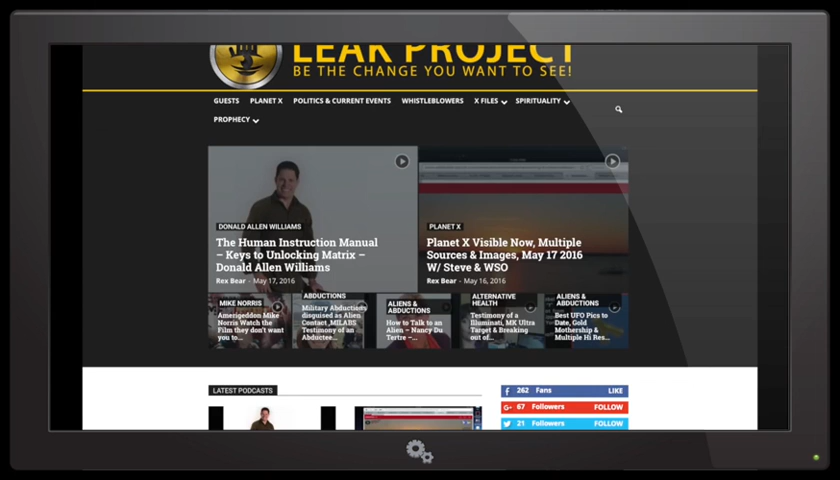 LEAK PROJECT
BE THE CHANGE YOU WANT TO SEE!
GUESTS PLANET X POLITICS & CURRENT EVENTS WHISTLEBLOWERS X FILES SPIRITUALITY
PROPHECY
DONALD ALLEN WILLIAMS
The Human Instruction Manual
– Keys to Unlocking Matrix –
Donald Allen Williams
Rex Bear - May 17, 2016
PLANET X
Planet X Visible Now, Multiple
Sources & Images, May 17 2016
W/ Steve & WSO
Rex Bear - May 16, 2016
MIKE NORRIS
Amerigeddon Mike
Norris Watch the
Film they don't want
you to...
ABDUCTIONS
Military Abductions
disguised as Alien
Contact ,MILABS
Testimony of an
Abductee...
ALIENS &
ABDUCTIONS
How to Talk to an
Alien – Nancy Du
Tertre –...
ALTERNATIVE
HEALTH
Testimony of a
Illuminati, MK Ultra
Target & Breaking
out of...
ALIENS &
ABDUCTIONS
Best UFO Pics to
Date, Gold
Mothership &
Multiple Hi Res...
LATEST PODCASTS
262 Fans LIKE
67 Followers FOLLOW
21 Followers FOLLOW